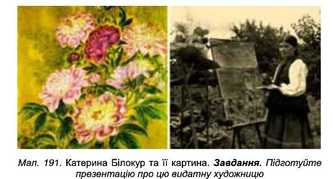 Мал. 191. Катерина Білокур та її картина. Завдання. Підготуйте
презентацію про цю видатну художницю